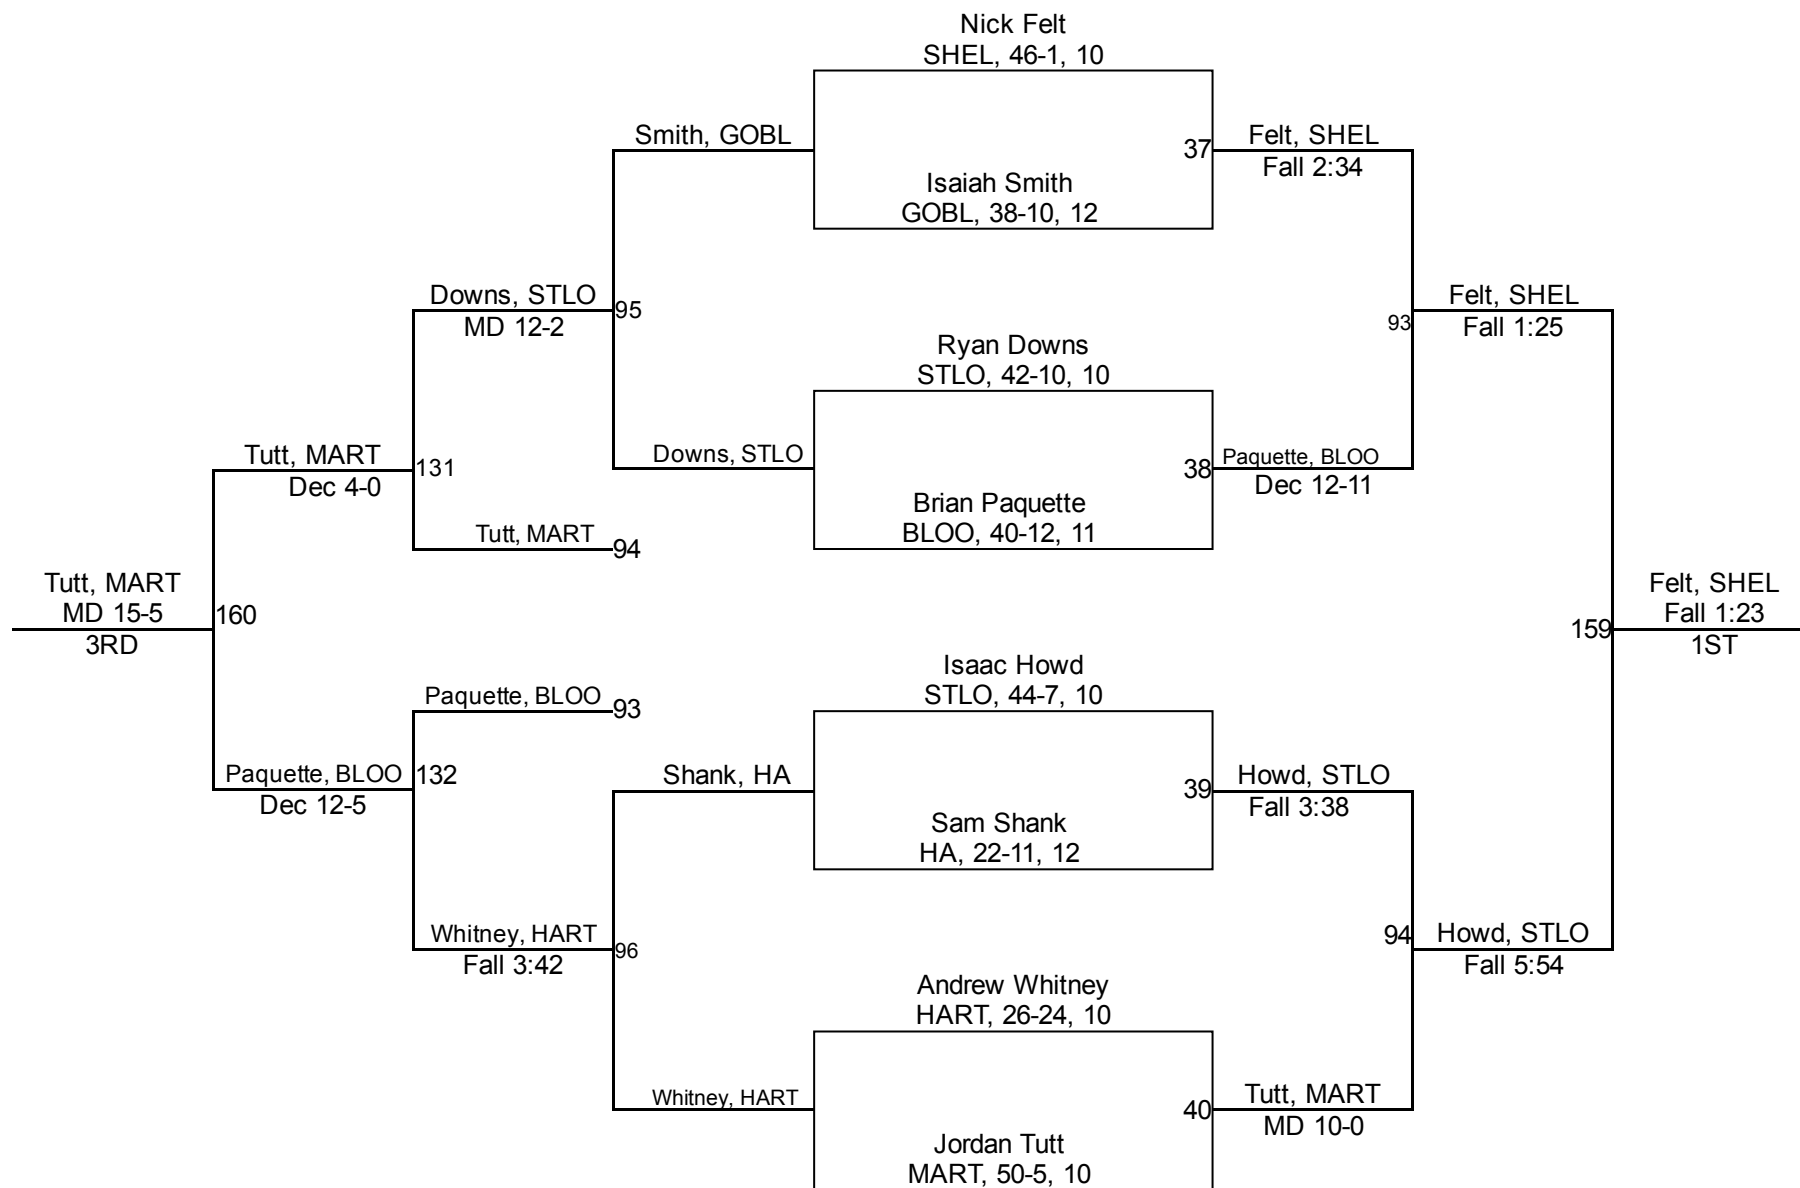 Nick Felt
SHEL, 46-1, 10
Smith, GOBL
37
Felt, SHEL
Fall 2:34
Isaiah Smith
GOBL, 38-10, 12
Downs, STLO
MD 12-2
95
93
Felt, SHEL
Fall 1:25
Ryan Downs
STLO, 42-10, 10
Tutt, MART
Dec 4-0
131
Downs, STLO
38
Paquette, BLOO
Dec 12-11
Brian Paquette
BLOO, 40-12, 11
Tutt, MART
94
Tutt, MART
MD 15-5
3RD
160
159
Felt, SHEL
Fall 1:23
1ST
Isaac Howd
STLO, 44-7, 10
Paquette, BLOO
93
Paquette, BLOO
Dec 12-5
132
Shank, HA
39
Howd, STLO
Fall 3:38
Sam Shank
HA, 22-11, 12
Whitney, HART
Fall 3:42
96
94
Howd, STLO
Fall 5:54
Andrew Whitney
HART, 26-24, 10
Whitney, HART
40
Tutt, MART
MD 10-0
Jordan Tutt
MART, 50-5, 10